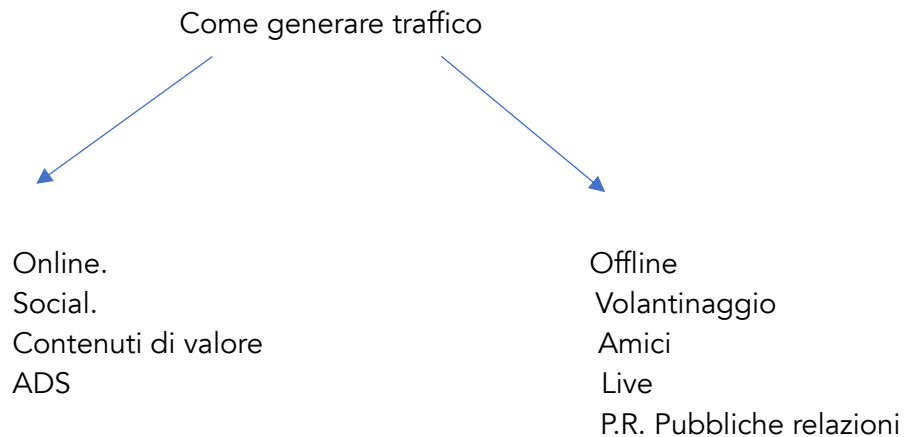 Come generare traffico
Online.
Social.
Contenuti di valore
ADS
Offline
Volantinaggio
Amici
Live
P.R. Pubbliche relazioni